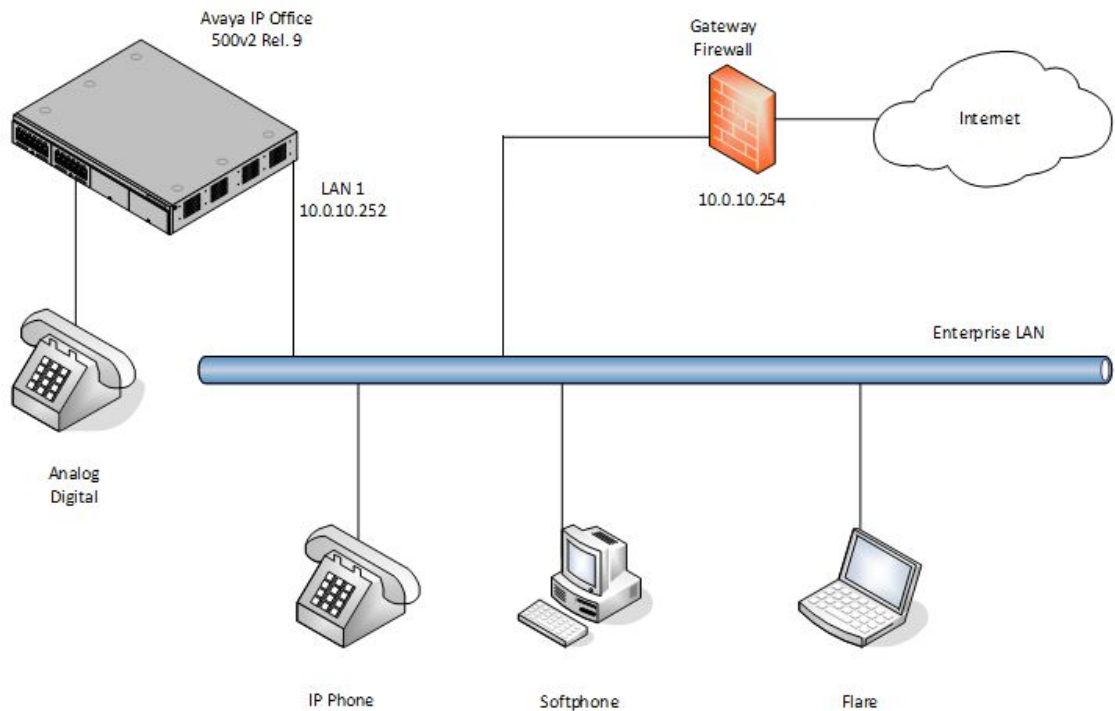 Avaya IP Office
500v2 Rel. 9
Gateway
Firewall
Internet
LAN 1
10.0.10.252
10.0.10.254
Enterprise LAN
Analog
Digital
IP Phone
Softphone
Flare